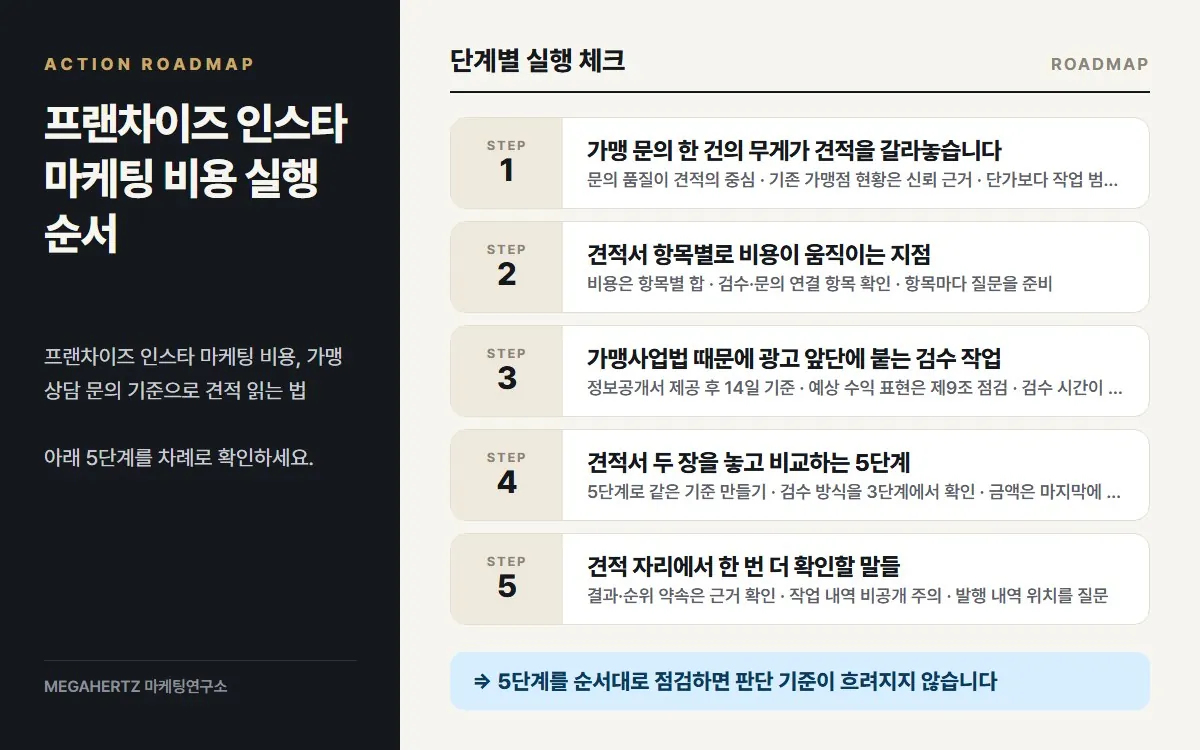 ACTION ROADMAP
프랜차이즈 인스타
마케팅 비용 실행
순서
프랜차이즈 인스타 마케팅 비용, 가맹
상담 문의 기준으로 견적 읽는 법
아래 5단계를 차례로 확인하세요.
MEGAHERTZ 마케팅연구소
단계별 실행 체크
ROADMAP
STEP
1
가맹 문의 한 건의 무게가 견적을 갈라놓습니다
문의 품질이 견적의 중심 · 기존 가맹점 현황은 신뢰 근거 · 단가보다 작업 범...
STEP
2
견적서 항목별로 비용이 움직이는 지점
비용은 항목별 합 · 검수·문의 연결 항목 확인 · 항목마다 질문을 준비
STEP
3
가맹사업법 때문에 광고 앞단에 붙는 검수 작업
정보공개서 제공 후 14일 기준 · 예상 수익 표현은 제9조 점검 · 검수 시간이 ...
STEP
4
견적서 두 장을 놓고 비교하는 5단계
5단계로 같은 기준 만들기 · 검수 방식을 3단계에서 확인 · 금액은 마지막에 ...
STEP
5
견적 자리에서 한 번 더 확인할 말들
결과·순위 약속은 근거 확인 · 작업 내역 비공개 주의 · 발행 내역 위치를 질문
→ 5단계를 순서대로 점검하면 판단 기준이 흐려지지 않습니다